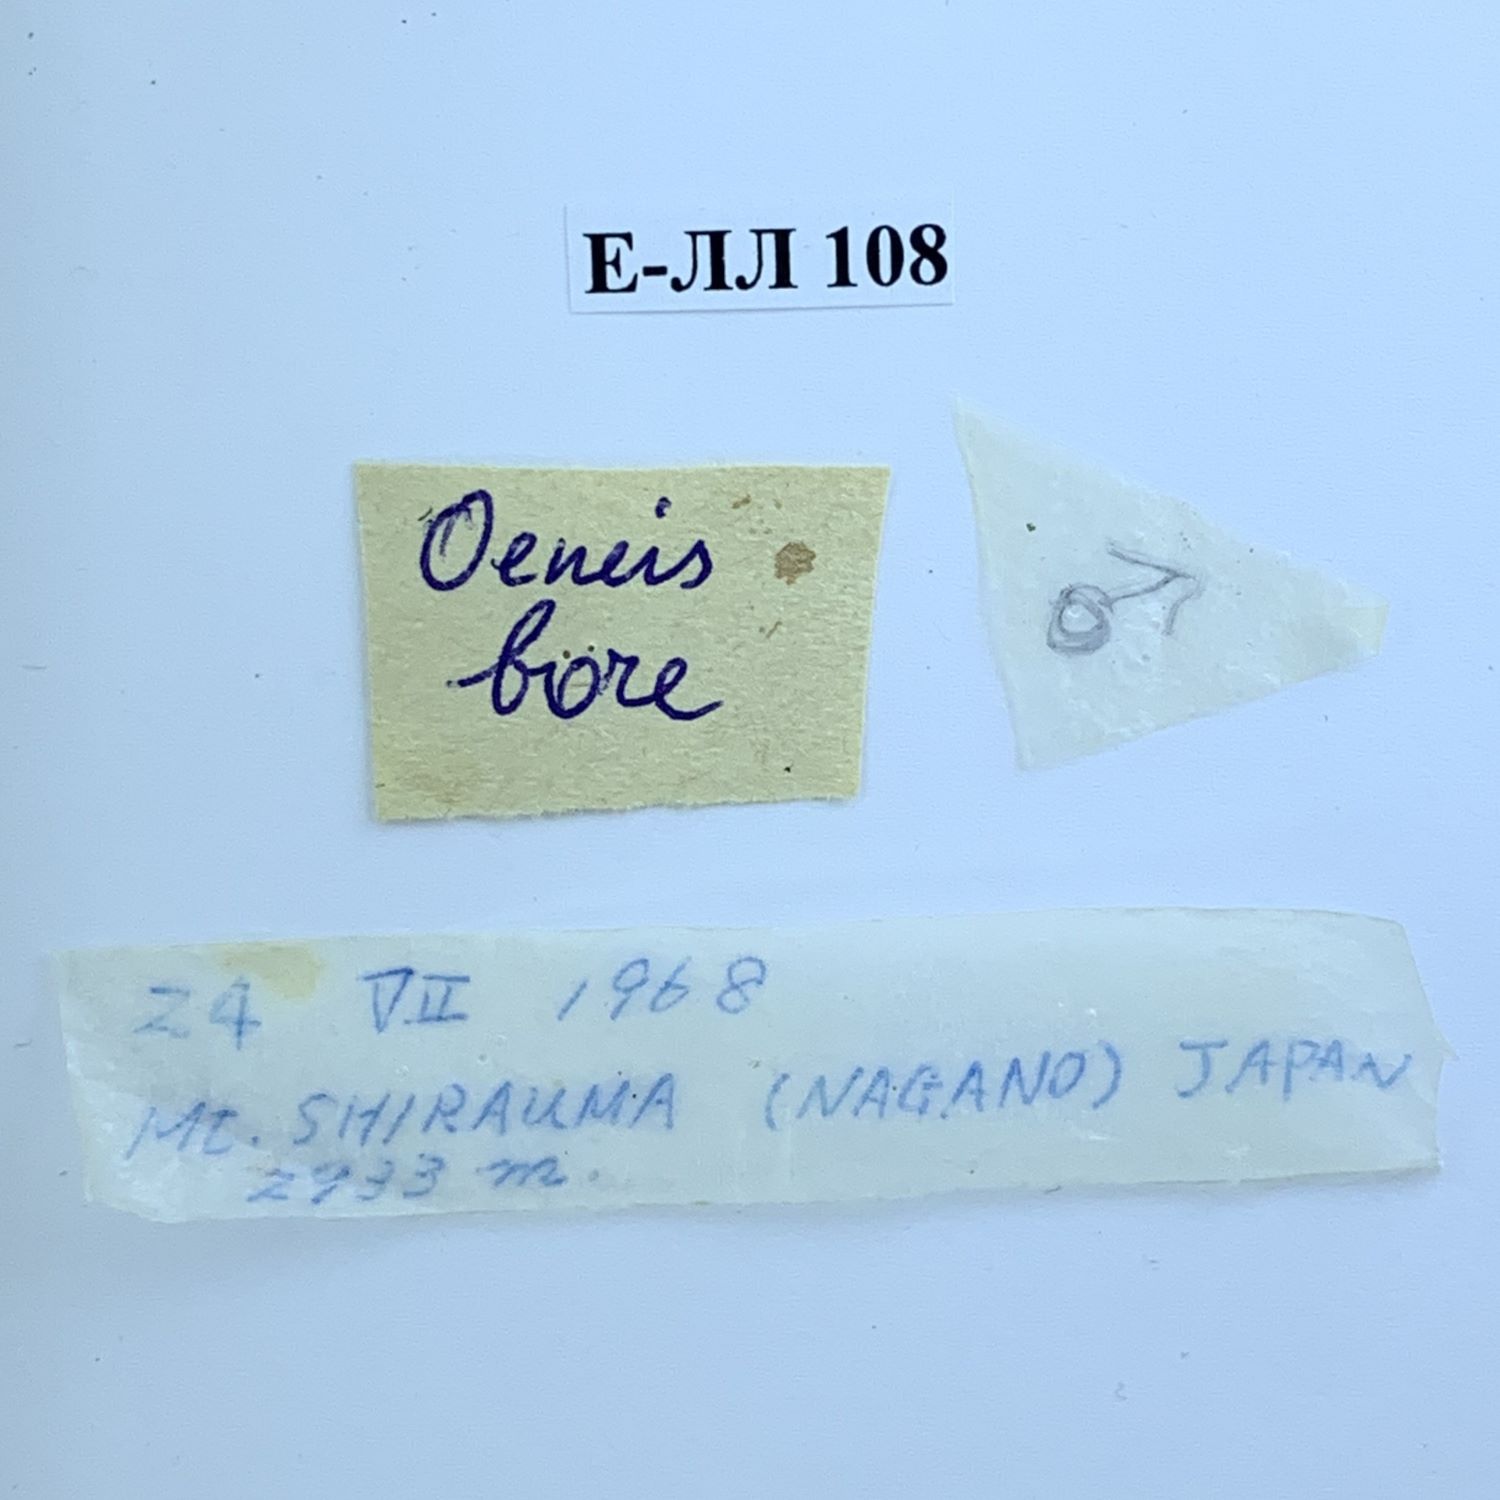 Е-ЛЛ 108
Oeneis
bore
♂
24 VII 1968
Mt. SHIRAUMA (NAGANO) JAPAN
2933 m.